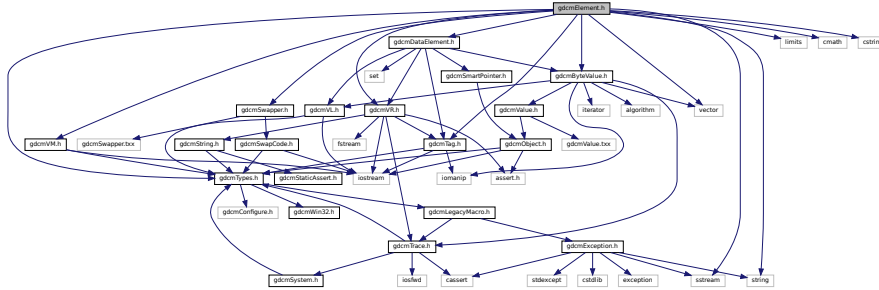 gdcmElement.h
gdcmDataElement.h
limits
cmath
cstrin
set
gdcmSmartPointer.h
gdcmByteValue.h
gdcmSwapper.h
gdcmVL.h
gdcmVR.h
gdcmValue.h
iterator
algorithm
vector
gdcmVM.h
gdcmSwapper.txx
gdcmString.h
gdcmSwapCode.h
fstream
gdcmTag.h
gdcmObject.h
gdcmValue.txx
gdcmTypes.h
gdcmStaticAssert.h
iostream
iomanip
assert.h
gdcmConfigure.h
gdcmWin32.h
gdcmLegacyMacro.h
gdcmTrace.h
gdcmException.h
gdcmSystem.h
iosfwd
cassert
stdexcept
cstdlib
exception
sstream
string